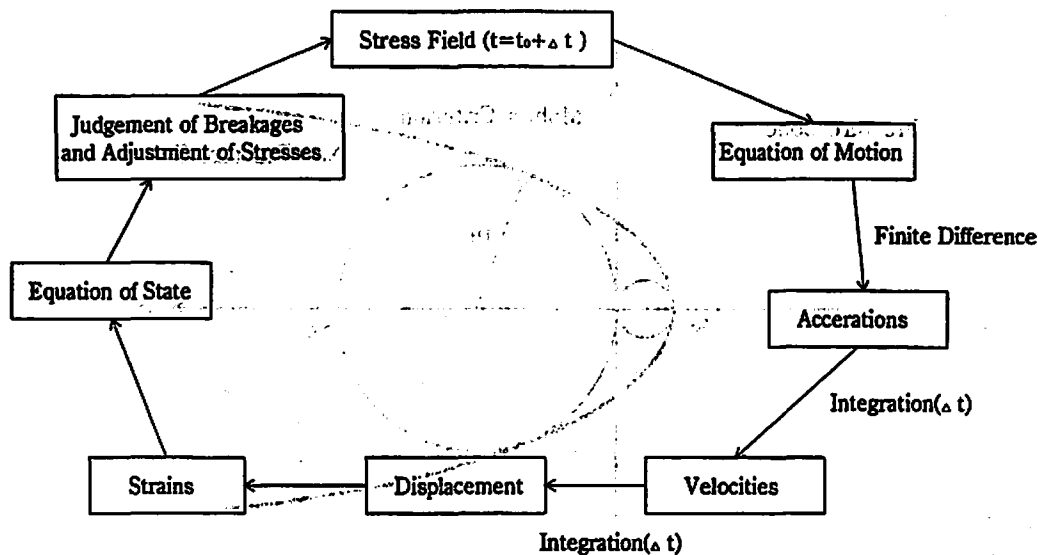 Stress Field (t=t₀+△ t )
Judgement of Breakages
and Adjustment of Stresses
Equation of Motion
Finite Difference
Equation of State
Accerations
Integration(△ t)
Strains
Displacement
Velocities
Integration(△ t)